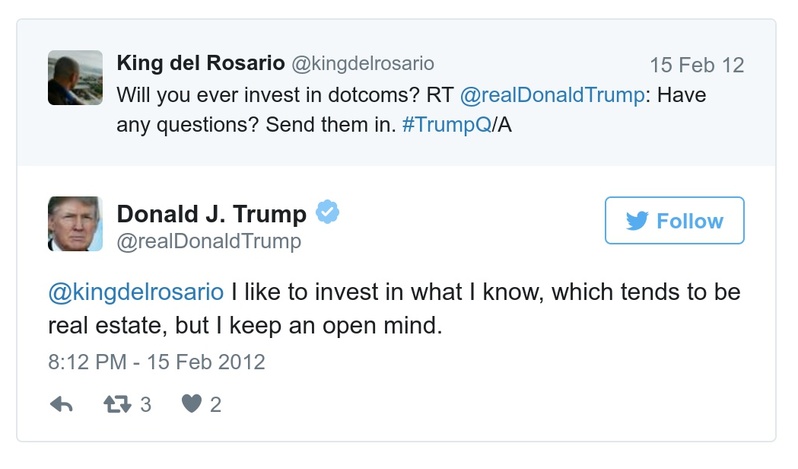 King del Rosario @kingdelrosario 15 Feb 12
Will you ever invest in dotcoms? RT @realDonaldTrump: Have
any questions? Send them in. #TrumpQ/A
Donald J. Trump
@realDonaldTrump
Follow
@kingdelrosario I like to invest in what I know, which tends to be
real estate, but I keep an open mind.
8:12 PM - 15 Feb 2012
3 2